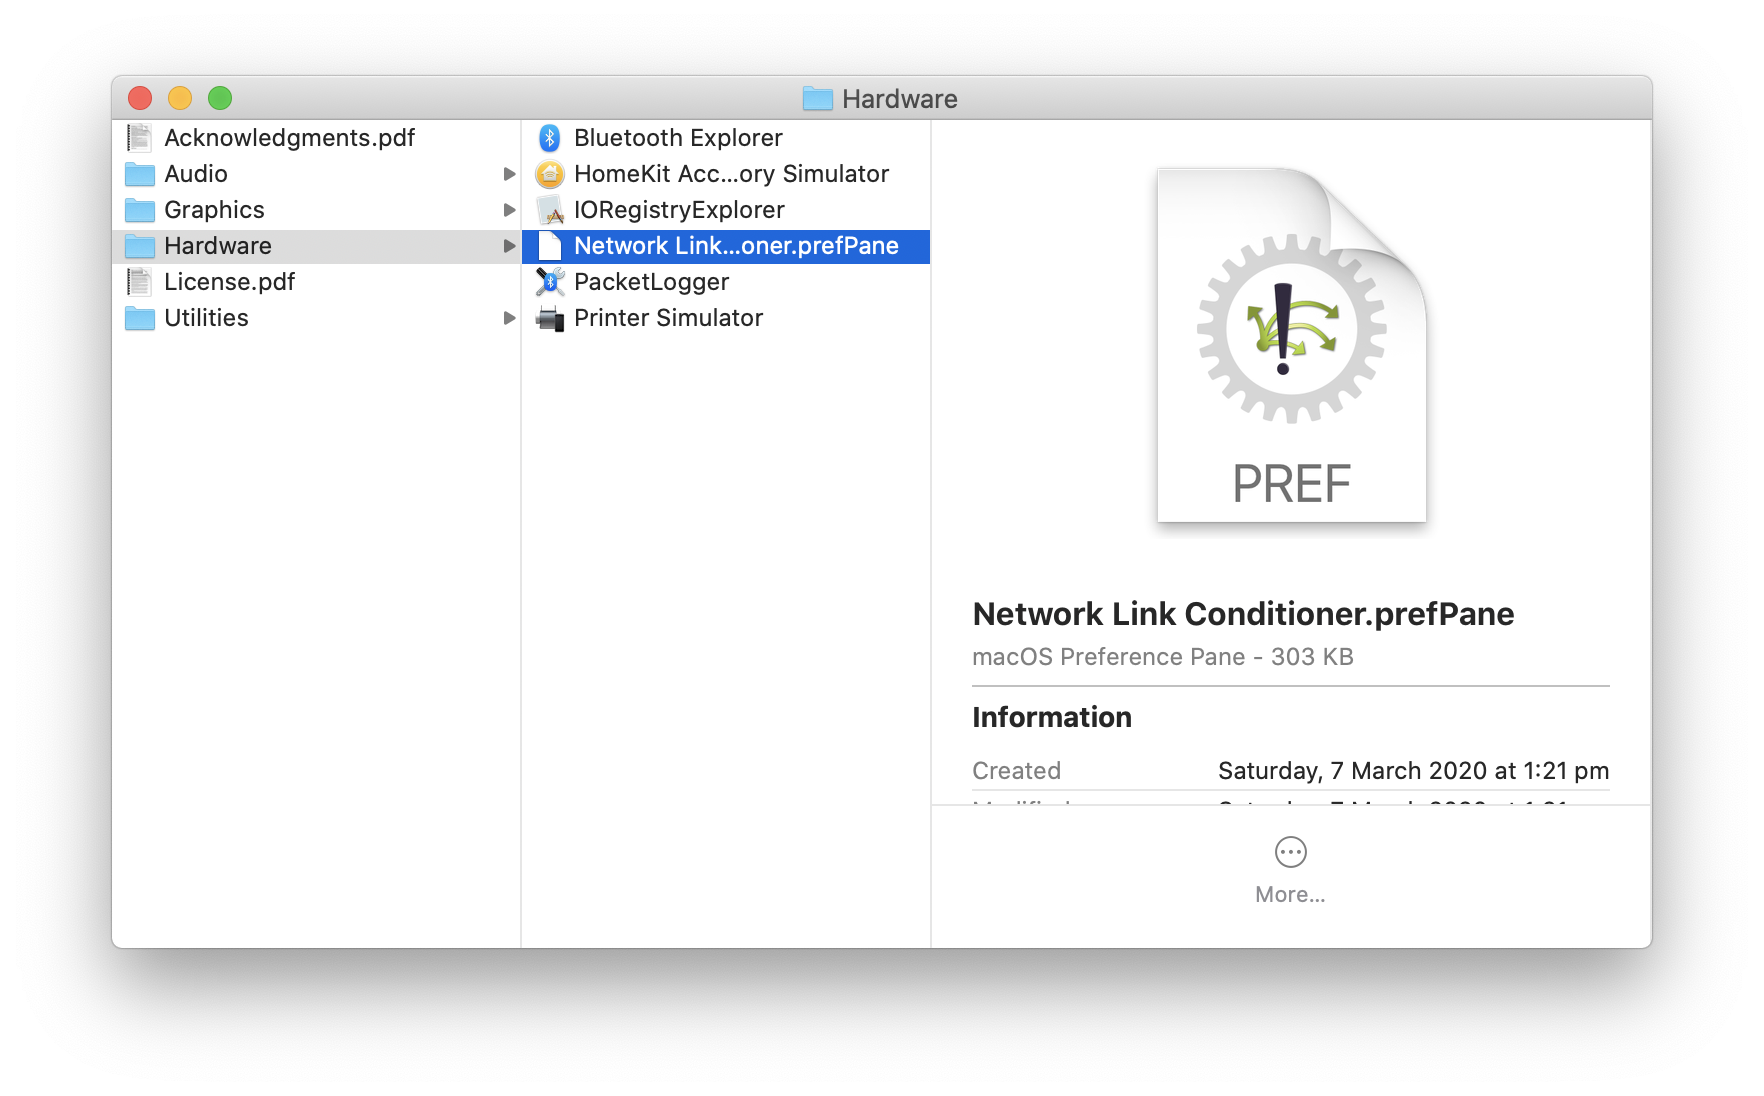 Hardware
Acknowledgments.pdf
Audio
Graphics
Hardware
License.pdf
Utilities
Bluetooth Explorer
HomeKit Acc...ory Simulator
IORegistryExplorer
Network Link...oner.prefPane
PacketLogger
Printer Simulator
PREF
Network Link Conditioner.prefPane
macOS Preference Pane - 303 KB
Information
Created Saturday, 7 March 2020 at 1:21 pm
More...